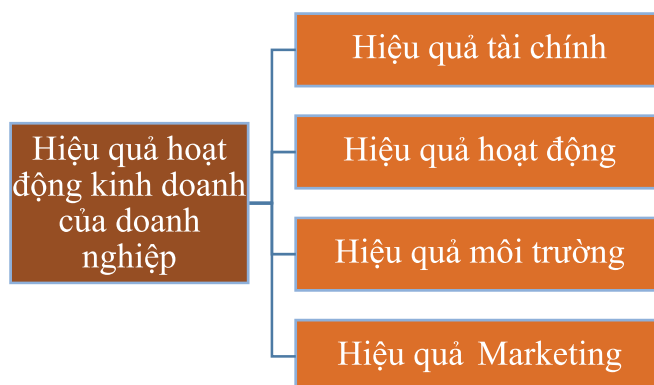 Hiệu quả hoạt
động kinh doanh
của doanh
nghiệp
Hiệu quả tài chính
Hiệu quả hoạt động
Hiệu quả môi trường
Hiệu quả Marketing